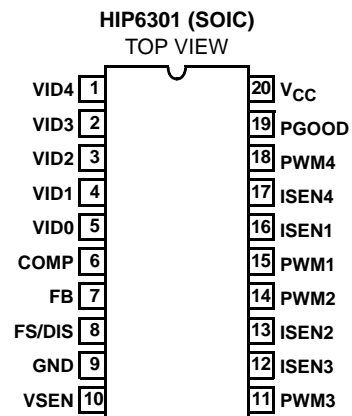 HIP6301 (SOIC)
TOP VIEW
VID4 1 20 VCC
VID3 2 19 PGOOD
VID2 3 18 PWM4
VID1 4 17 ISEN4
VID0 5 16 ISEN1
COMP 6 15 PWM1
FB 7 14 PWM2
FS/DIS 8 13 ISEN2
GND 9 12 ISEN3
VSEN 10 11 PWM3